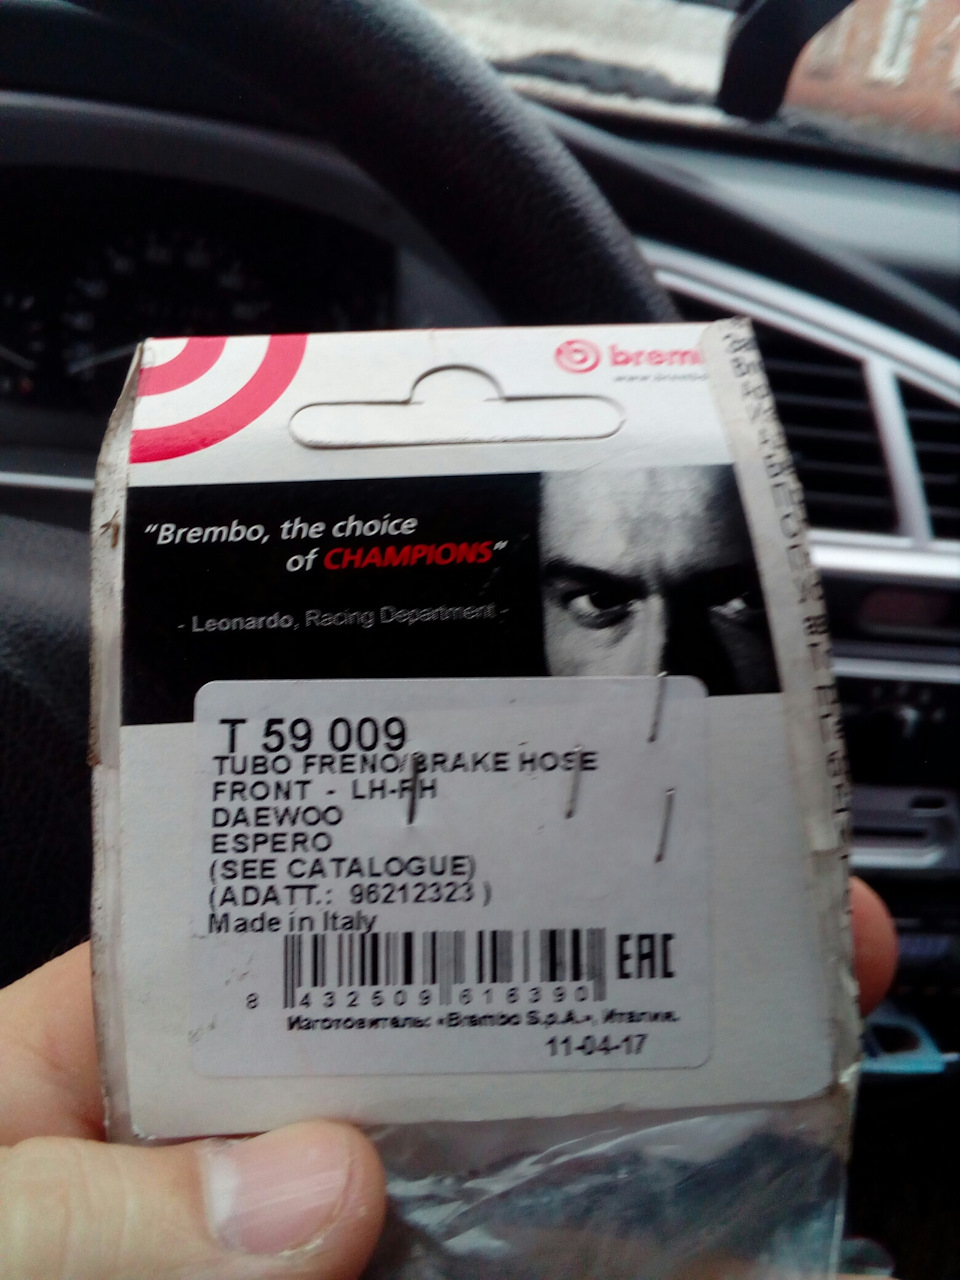 “Brembo, the choice
of CHAMPIONS”
- Leonardo, Racing Department -
T 59 009
TUBO FRENO/BRAKE HOSE
FRONT - LH-RH
DAEWOO
ESPERO
(SEE CATALOGUE)
(ADATT.: 96212323 )
Made in Italy
EAC
8 432509 616390
Изготовитель: «Brembo S.p.A.», Италия.
11-04-17